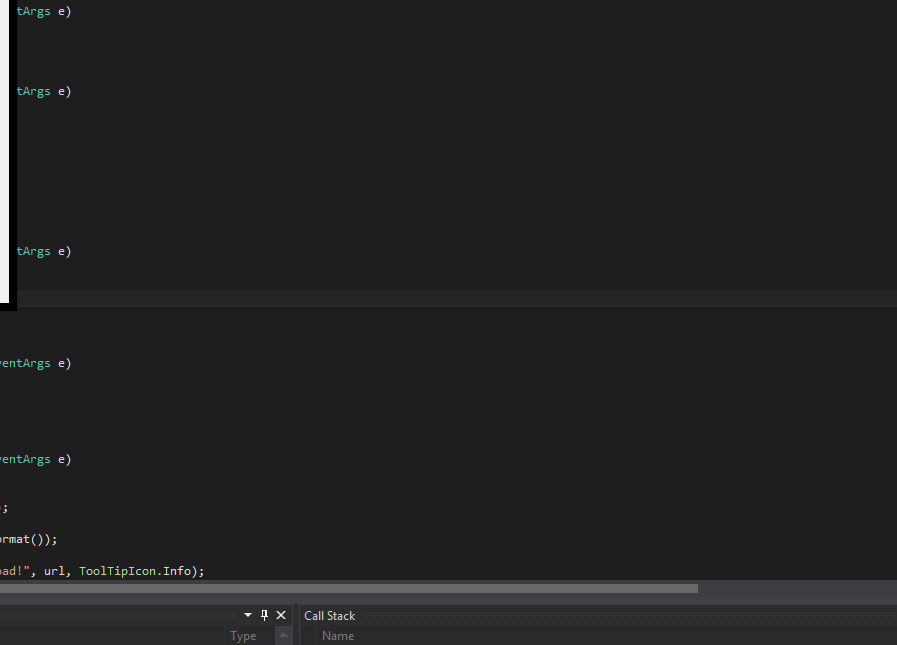 tArgs e)
tArgs e)
tArgs e)
ventArgs e)
ventArgs e)
);
ormat());
oad!", url, ToolTipIcon.Info);
Call Stack
Type
Name